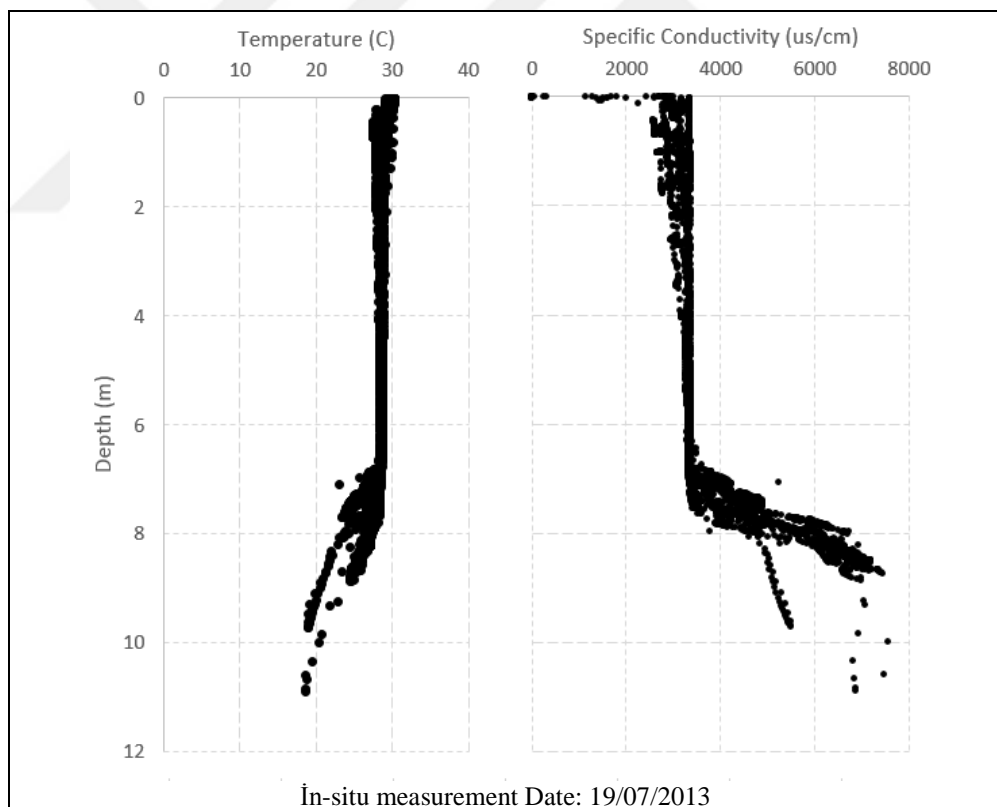 Temperature (C)
Specific Conductivity (us/cm)
0 10 20 30 40
0 2000 4000 6000 8000
0
2
4
6
8
10
12
Depth (m)
İn-situ measurement Date: 19/07/2013